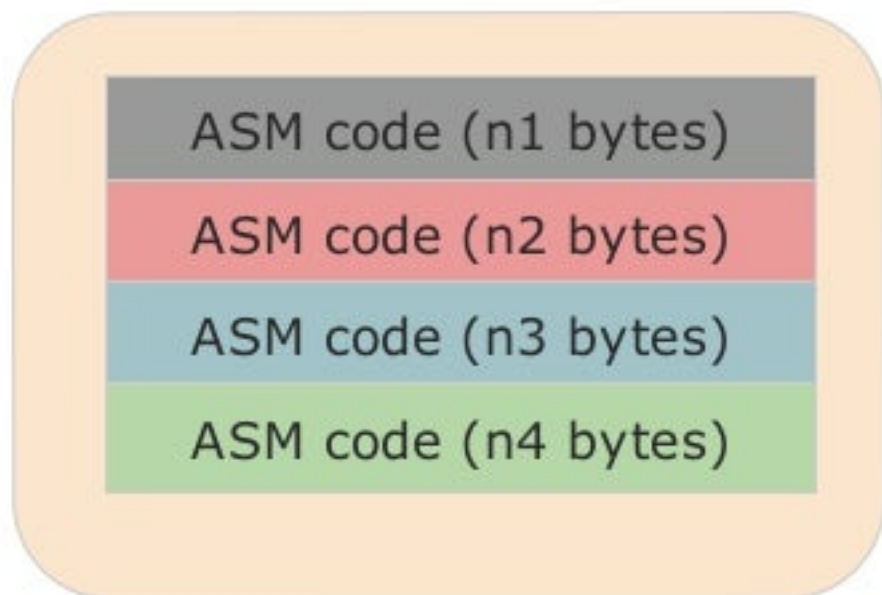 ASM code (n1 bytes)
ASM code (n2 bytes)
ASM code (n3 bytes)
ASM code (n4 bytes)